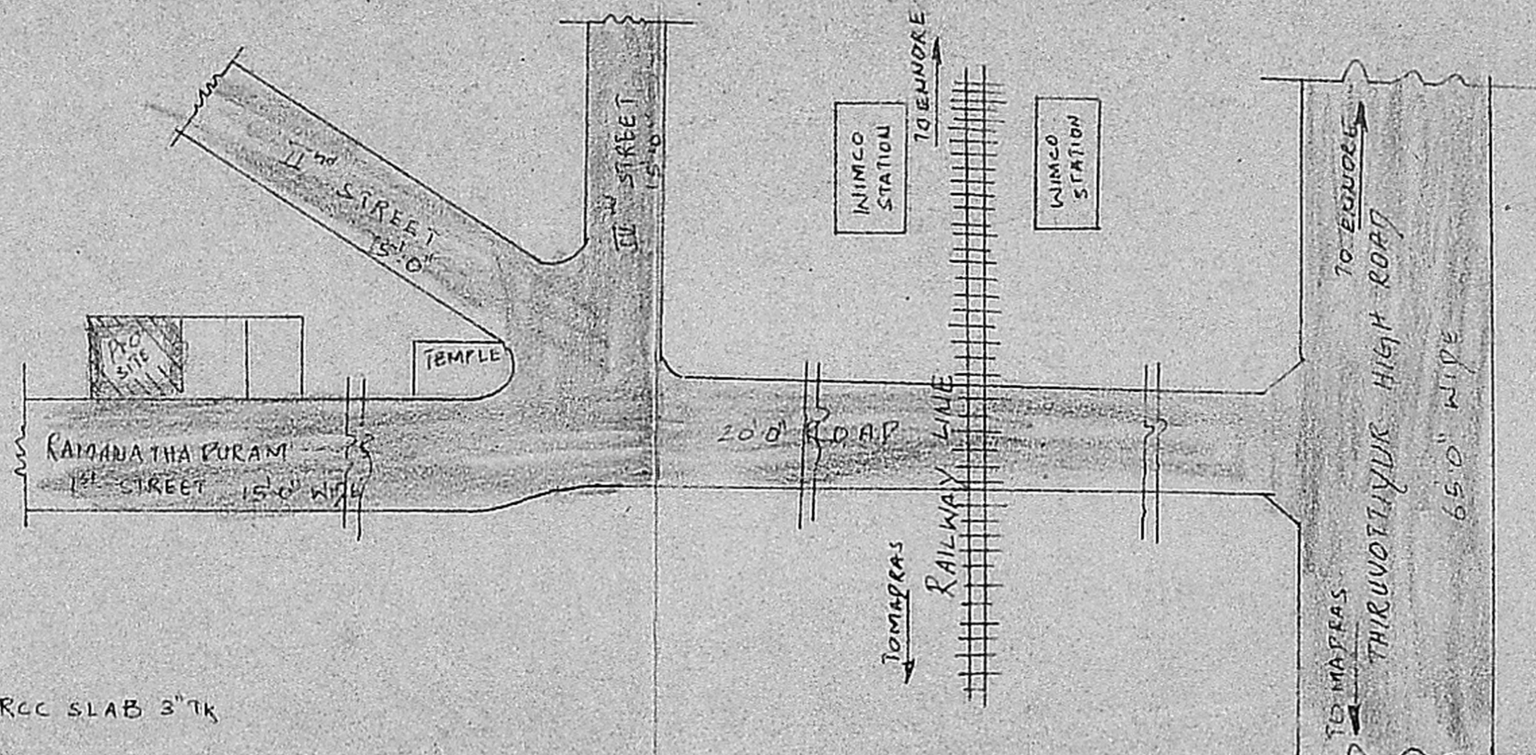 IInd STREET
15'-0"
STREET
15'-0"
WIMCO
STATION
TO ENNORE
WIMCO
STATION
TO ENNORE
THIRUVOTTIYUR HIGH ROAD
65'-0" WIDE
SITE
TEMPLE
RAMANATHAPURAM
1st STREET 15'-0" WIDE
20'0" ROAD
RAILWAY LINE
TO MADRAS
TO MADRAS
RCC SLAB 3" TK